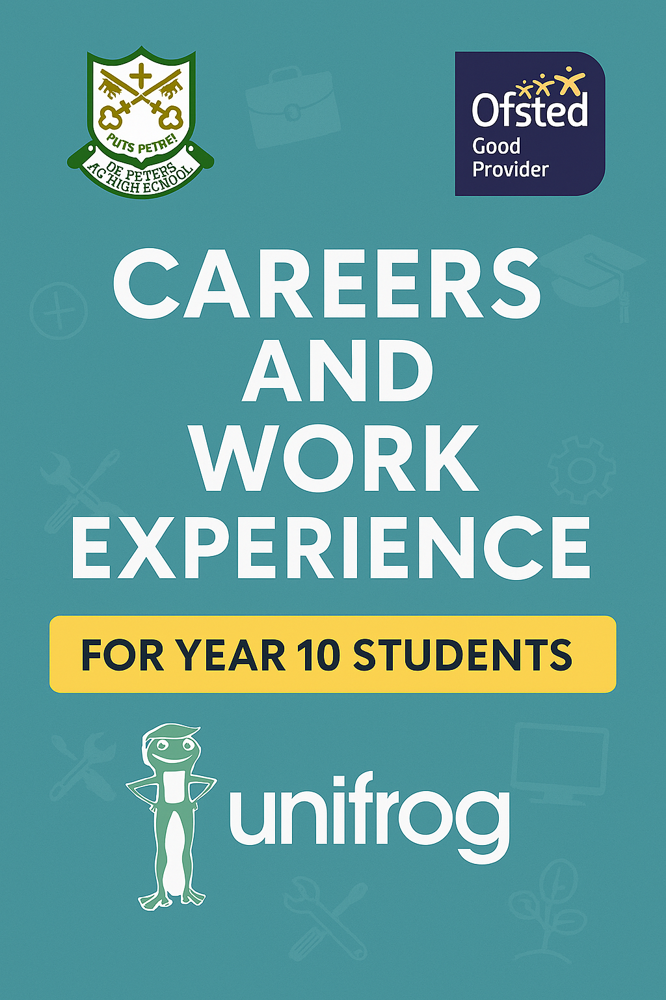 PUTS PETRE!
DE PETERS
AG HIGH ECNOOL
Ofsted
Good
Provider
CAREERS
AND
WORK
EXPERIENCE
FOR YEAR 10 STUDENTS
unifrog